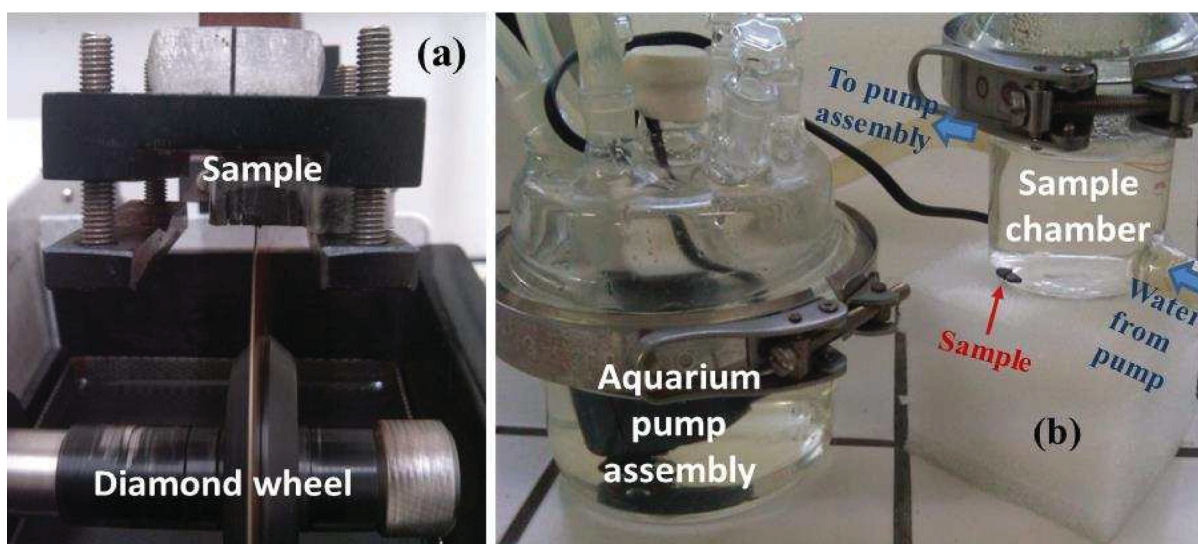 (a)
Sample
Diamond wheel
To pump
assembly
Sample
chamber
Water
from
pump
Sample
Aquarium
pump
assembly
(b)